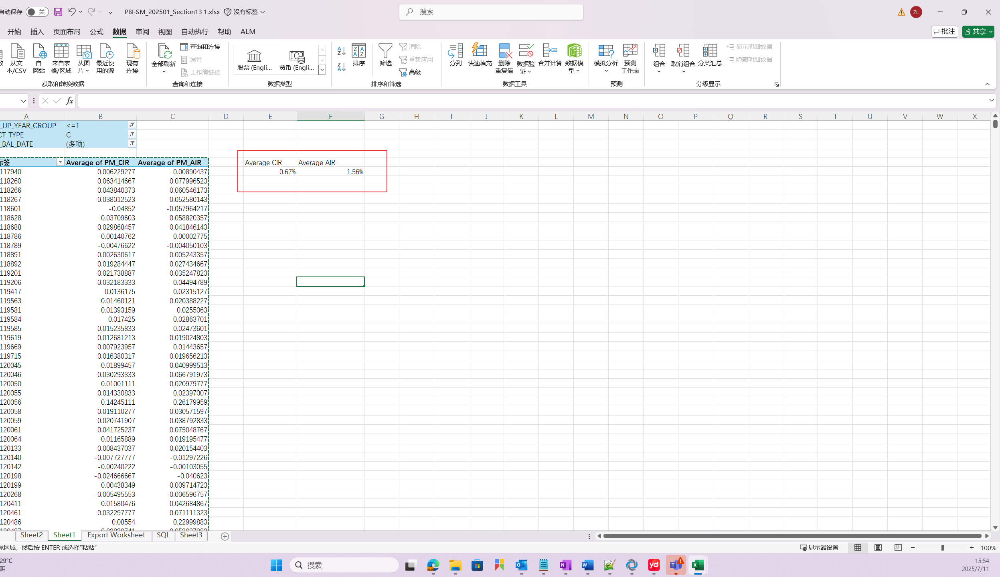 自动保存 关 PBI-SM_202501_Section13 1.xlsx 没有标签 搜索 ZL
开始 插入 页面布局 公式 数据 审阅 视图 自动执行 帮助 ALM 批注 共享
从文本/CSV 自网站 来自表格/区域 从图片 最近使用的源 现有连接 全部刷新 查询和连接 属性 工作簿链接 股票 (Engli... 货币 (Engli... 排序 筛选 清除 重新应用 高级 分列 快速填充 删除重复值 数据验证 合并计算 数据模型 模拟分析 预测工作表 组合 取消组合 分类汇总 显示明细数据 隐藏明细数据
获取和转换数据 查询和连接 数据类型 排序和筛选 数据工具 预测 分级显示
fx
A B C D E F G H I J K L M N O P Q R S T U V W X
_UP_YEAR_GROUP <=1
CT_TYPE C
_BAL_DATE (多项)
标签 Average of PM_CIR Average of PM_AIR Average CIR Average AIR
117940 0.006229277 0.00890437 0.67% 1.56%
118260 0.063414667 0.077996523
118266 0.043840373 0.060546173
118267 0.038012523 0.052580143
118601 -0.04852 -0.057964217
118628 0.03709603 0.058820357
118688 0.029868457 0.041846143
118786 -0.00140762 0.00002775
118789 -0.00476622 -0.004050103
118891 0.002630617 0.005243357
118892 0.019284447 0.027434667
119201 0.021738887 0.035247823
119206 0.032183333 0.04494789
119417 0.0136175 0.02315127
119563 0.01460121 0.020388227
119581 0.01393159 0.0255063
119584 0.017425 0.02863701
119585 0.015235833 0.02473601
119619 0.012681213 0.019024803
119669 0.007923957 0.01443657
119715 0.016380317 0.019656213
120045 0.01899457 0.040999513
120046 0.030293333 0.066791973
120050 0.01001111 0.020979777
120055 0.014330833 0.02397007
120056 0.14245111 0.26179959
120058 0.019110277 0.030571597
120059 0.020741907 0.038792833
120061 0.041725237 0.075048767
120064 0.01165889 0.019195477
120133 0.008437037 0.020154403
120140 -0.007727777 -0.01297226
120142 -0.00240222 -0.00103055
120198 -0.024666667 -0.040623
120199 0.00438349 0.009714723
120268 -0.005495553 -0.006596757
120411 0.01580476 0.042684867
120461 0.032297777 0.071111323
120486 0.08554 0.22999883
Sheet2 Sheet1 Export Worksheet SQL Sheet3
标区域，然后按 ENTER 或选择“粘贴” 显示器设置 100%
29°C
阴
搜索
yd
15:54
2025/7/11